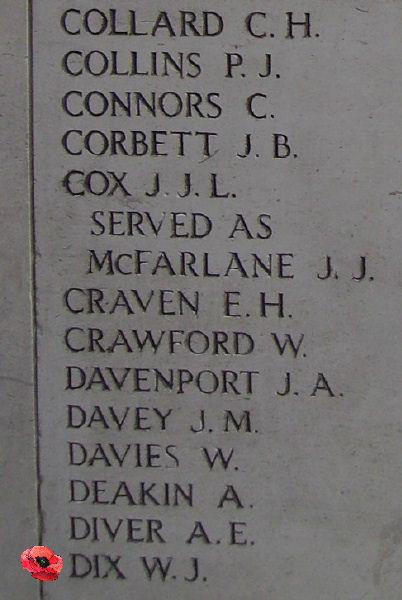 COLLARD C. H.
COLLINS P. J.
CONNORS C.
CORBETT J. B.
COX J. J. L.
SERVED AS
McFARLANE J. J.
CRAVEN E. H.
CRAWFORD W.
DAVENPORT J. A.
DAVEY J. M.
DAVIES W.
DEAKIN A.
DIVER A. E.
DIX W. J.